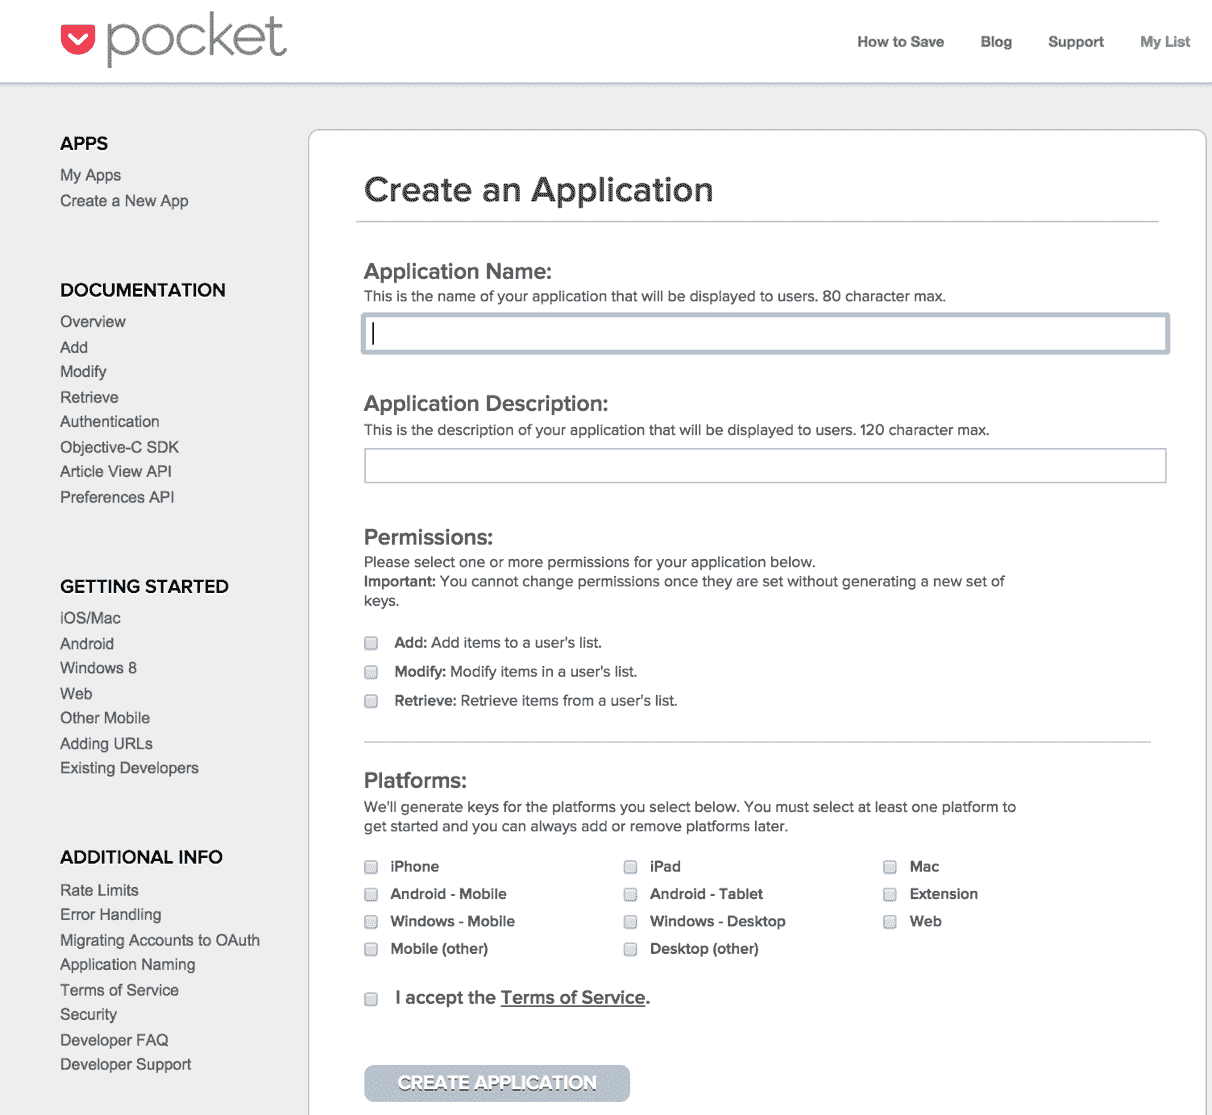 pocket
How to Save Blog Support My List
APPS
My Apps
Create a New App
DOCUMENTATION
Overview
Add
Modify
Retrieve
Authentication
Objective-C SDK
Article View API
Preferences API
GETTING STARTED
iOS/Mac
Android
Windows 8
Web
Other Mobile
Adding URLs
Existing Developers
ADDITIONAL INFO
Rate Limits
Error Handling
Migrating Accounts to OAuth
Application Naming
Terms of Service
Security
Developer FAQ
Developer Support
Create an Application
Application Name:
This is the name of your application that will be displayed to users. 80 character max.
Application Description:
This is the description of your application that will be displayed to users. 120 character max.
Permissions:
Please select one or more permissions for your application below.
Important: You cannot change permissions once they are set without generating a new set of
keys.
Add: Add items to a user's list.
Modify: Modify items in a user's list.
Retrieve: Retrieve items from a user's list.
Platforms:
We'll generate keys for the platforms you select below. You must select at least one platform to
get started and you can always add or remove platforms later.
iPhone iPad Mac
Android - Mobile Android - Tablet Extension
Windows - Mobile Windows - Desktop Web
Mobile (other) Desktop (other)
I accept the Terms of Service.
CREATE APPLICATION